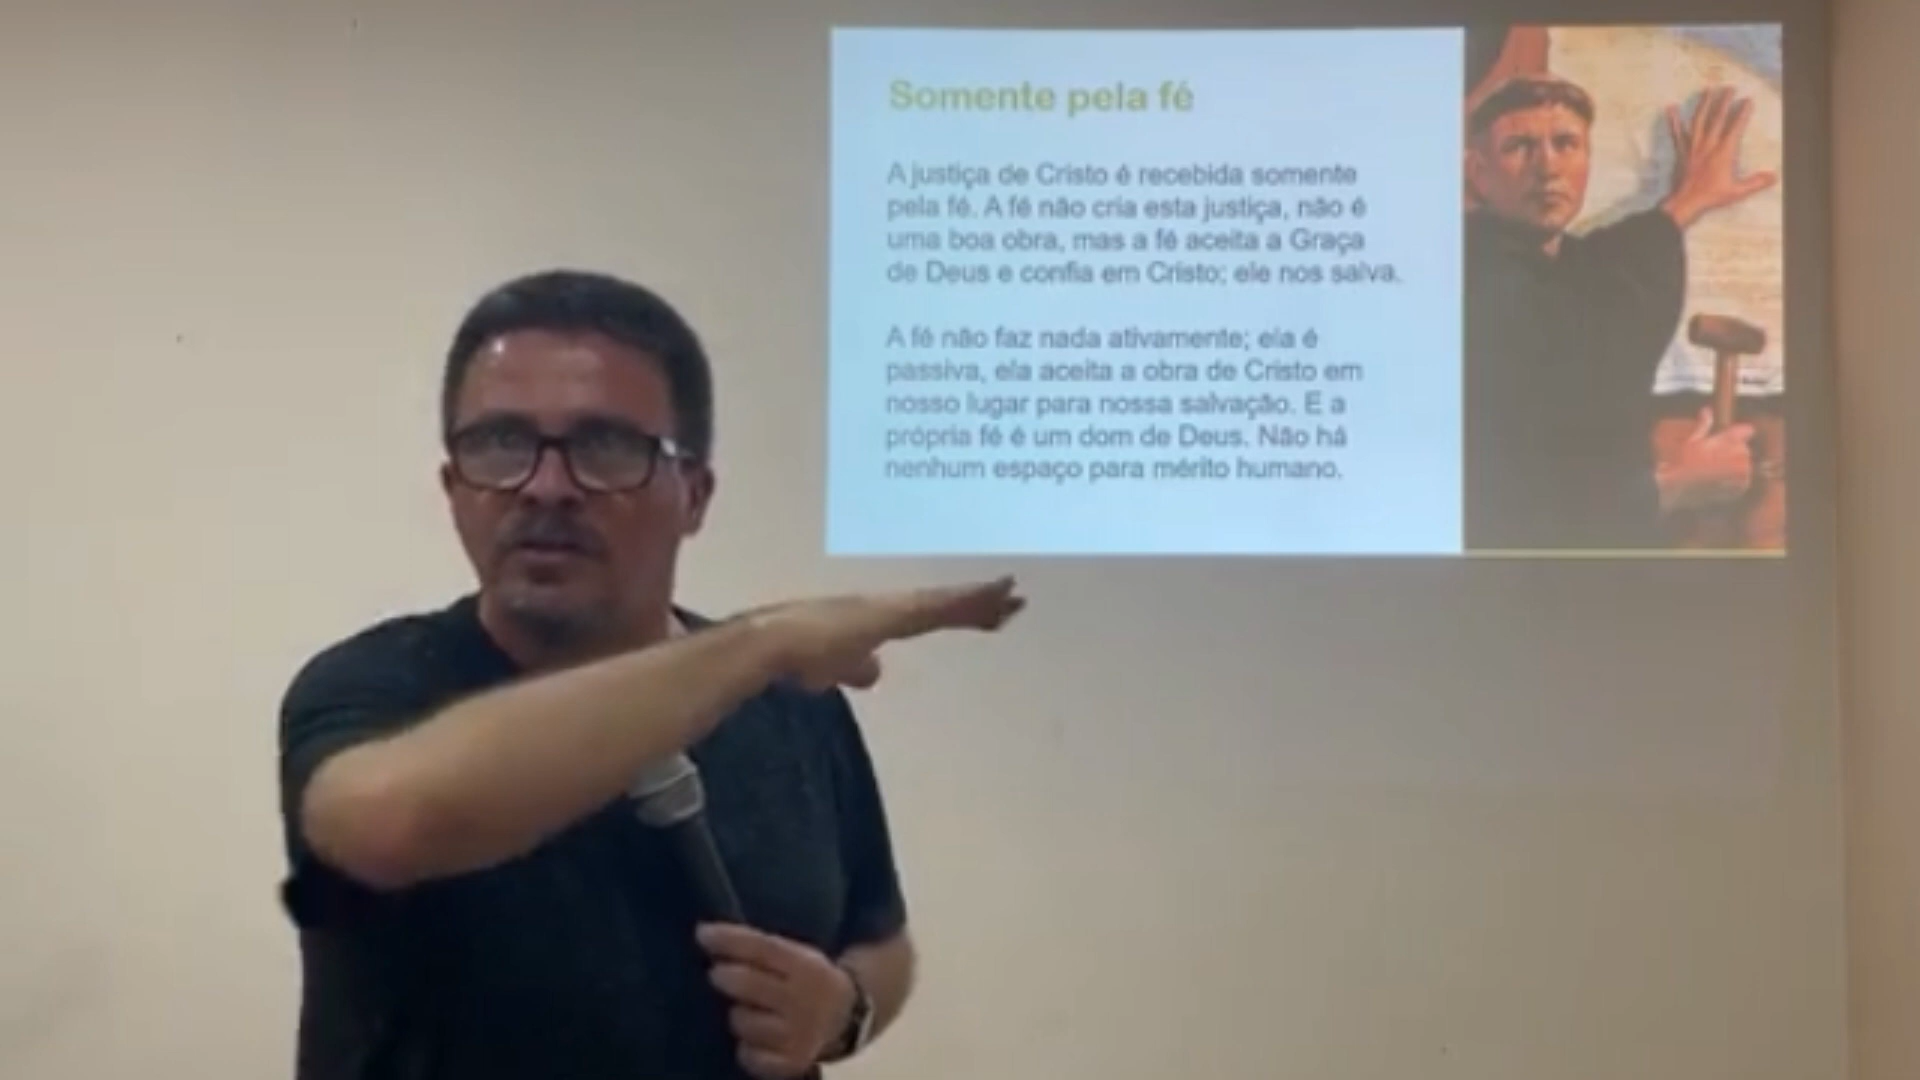 Somente pela fé
A justiça de Cristo é recebida somente
pela fé. A fé não cria esta justiça, não é
uma boa obra, mas a fé aceita a Graça
de Deus e confia em Cristo; ele nos salva.
A fé não faz nada ativamente; ela é
passiva, ela aceita a obra de Cristo em
nosso lugar para nossa salvação. E a
própria fé é um dom de Deus. Não há
nenhum espaço para mérito humano.